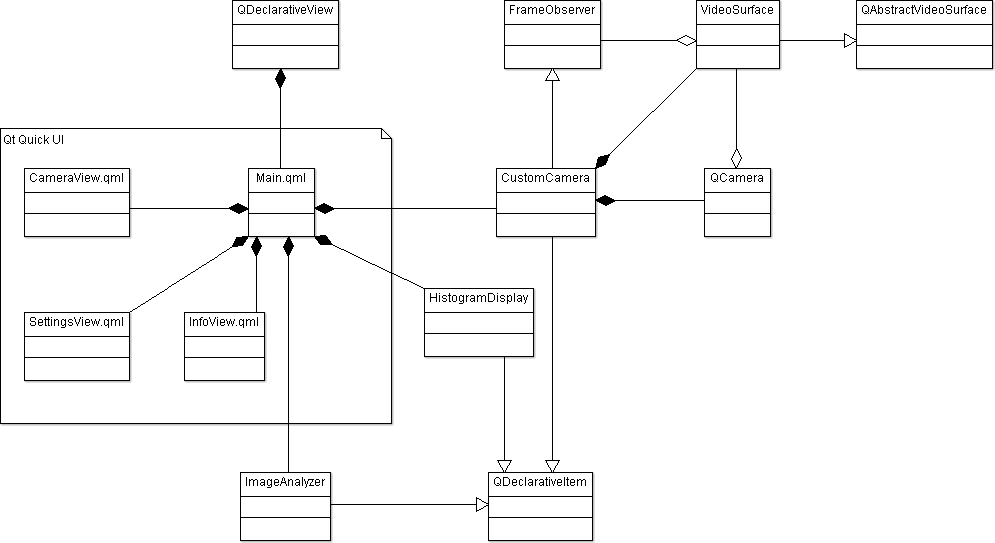 QDeclarativeView
FrameObserver
VideoSurface
QAbstractVideoSurface
Qt Quick UI
CameraView.qml
Main.qml
CustomCamera
QCamera
SettingsView.qml
InfoView.qml
HistogramDisplay
ImageAnalyzer
QDeclarativeItem